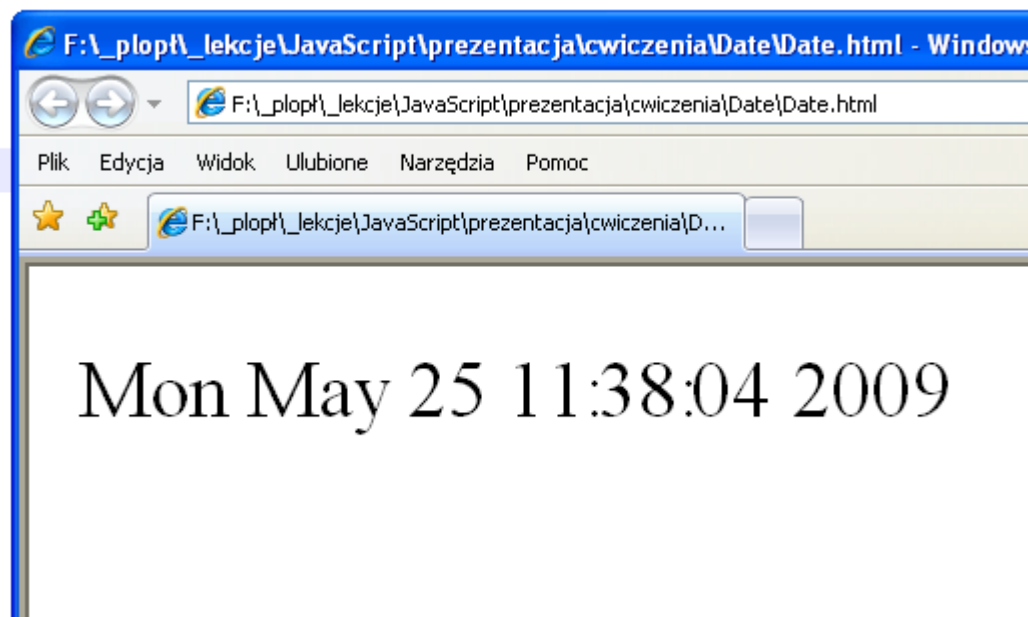 F:\_plopł\_lekcje\JavaScript\prezentacja\cwiczenia\Date\Date.html - Windows
F:\_plopł\_lekcje\JavaScript\prezentacja\cwiczenia\Date\Date.html
Plik Edycja Widok Ulubione Narzędzia Pomoc
F:\_plopł\_lekcje\JavaScript\prezentacja\cwiczenia\D...
Mon May 25 11:38:04 2009